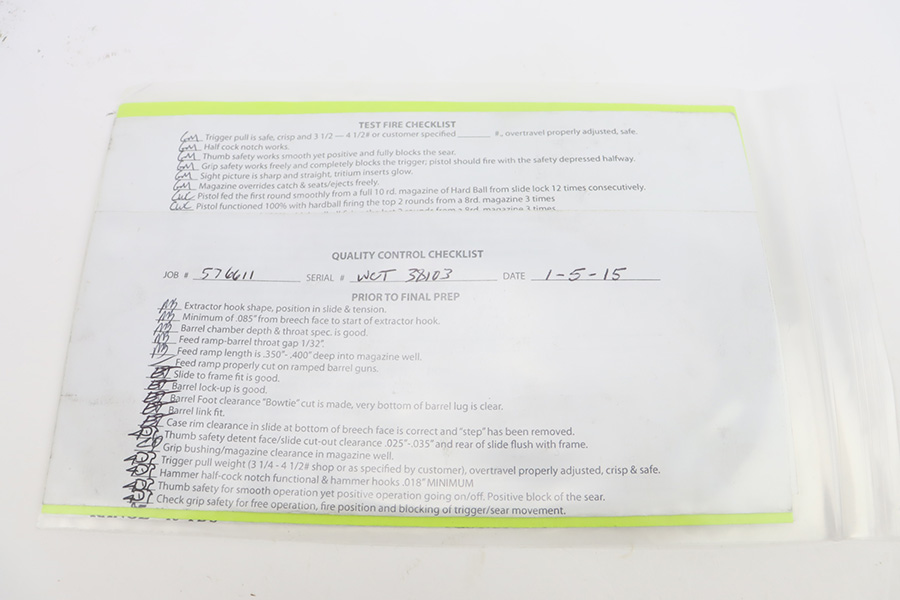 TEST FIRE CHECKLIST
GM Trigger pull is safe, crisp and 3 1/2 — 4 1/2# or customer specified ______ #, overtravel properly adjusted, safe.
GM Half cock notch works.
GM Thumb safety works smooth yet positive and fully blocks the sear.
GM Grip safety works freely and completely blocks the trigger; pistol should fire with the safety depressed halfway.
GM Sight picture is sharp and straight, tritium inserts glow.
GM Magazine overrides catch & seats/ejects freely.
CWC Pistol fed the first round smoothly from a full 10 rd. magazine of Hard Ball from slide lock 12 times consecutively.
CWC Pistol functioned 100% with hardball firing the top 2 rounds from a 8rd. magazine 3 times
QUALITY CONTROL CHECKLIST
JOB # 576611 SERIAL # WCT 38103 DATE 1-5-15
PRIOR TO FINAL PREP
Extractor hook shape, position in slide & tension.
Minimum of .085" from breech face to start of extractor hook.
Barrel chamber depth & throat spec. is good.
Feed ramp-barrel throat gap 1/32".
Feed ramp length is .350"- .400" deep into magazine well.
Feed ramp properly cut on ramped barrel guns.
Slide to frame fit is good.
Barrel lock-up is good.
Barrel Foot clearance "Bowtie" cut is made, very bottom of barrel lug is clear.
Barrel link fit.
Case rim clearance in slide at bottom of breech face is correct and "step" has been removed.
Thumb safety detent face/slide cut-out clearance .025"-.035" and rear of slide flush with frame.
Grip bushing/magazine clearance in magazine well.
Trigger pull weight (3 1/4 - 4 1/2# shop or as specified by customer), overtravel properly adjusted, crisp & safe.
Hammer half-cock notch functional & hammer hooks .018" MINIMUM
Thumb safety for smooth operation yet positive operation going on/off. Positive block of the sear.
Check grip safety for free operation, fire position and blocking of trigger/sear movement.